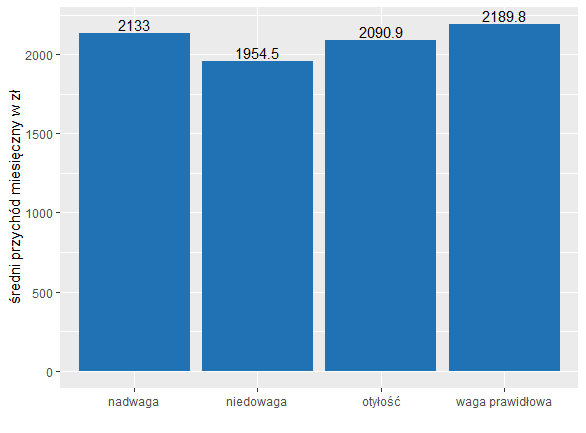 średni przychód miesięczny w zł
2000
1500
1000
500
0
2133
1954.5
2090.9
2189.8
nadwaga
niedowaga
otyłość
waga prawidłowa